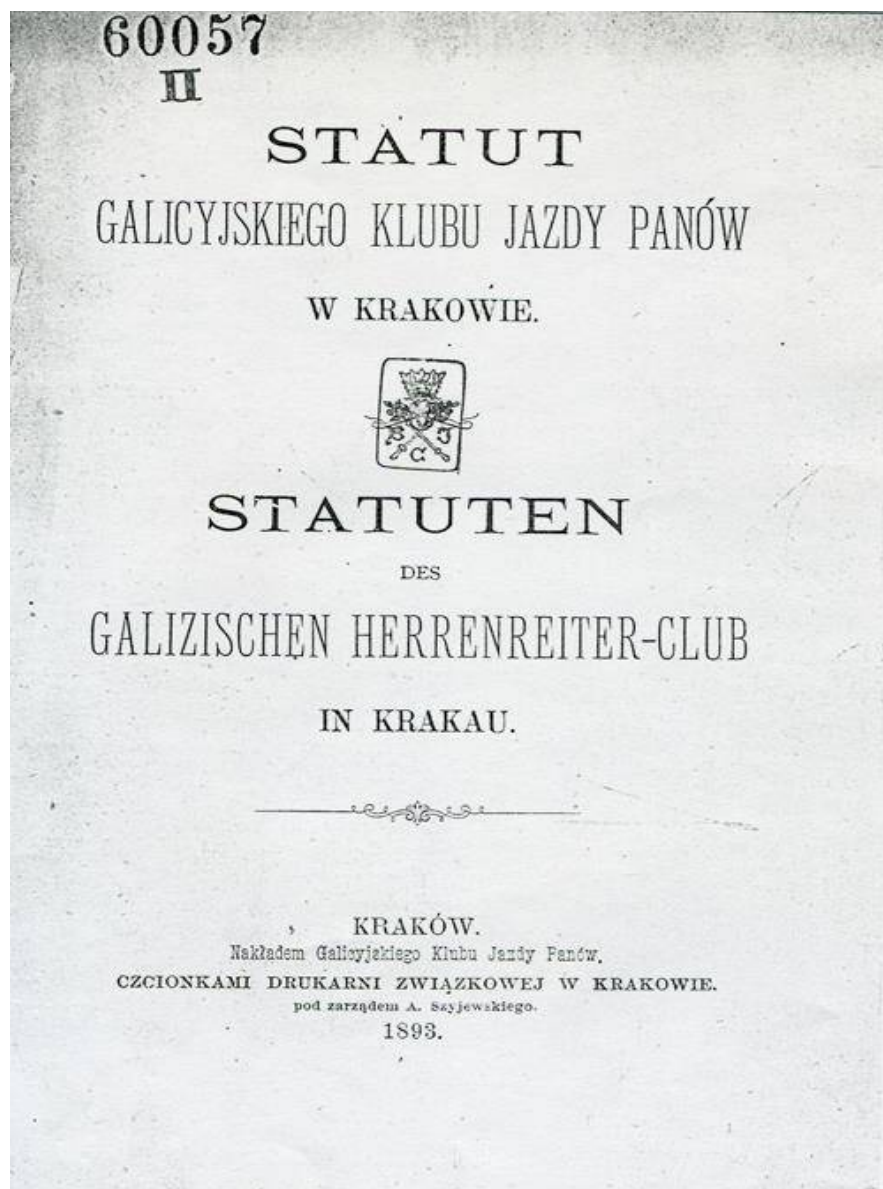 60057
II
STATUT
GALICYJSKIEGO KLUBU JAZDY PANÓW
W KRAKOWIE.
B J
C
STATUTEN
DES
GALIZISCHEN HERRENREITER-CLUB
IN KRAKAU.
KRAKÓW.
Nakładem Galicyjskiego Klubu Jazdy Panów.
CZCIONKAMI DRUKARNI ZWIĄZKOWEJ W KRAKOWIE.
pod zarządem A. Szyjewskiego.
1893.